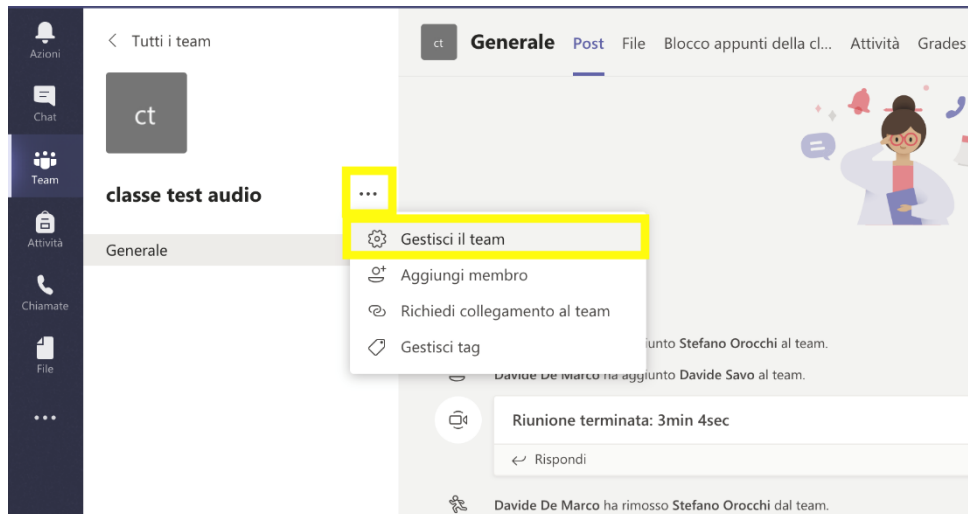 Azioni
Chat
Team
Attività
Chiamate
File
Tutti i team
ct
classe test audio
Generale
Gestisci il team
Aggiungi membro
Richiedi collegamento al team
Gestisci tag
ct
Generale Post File Blocco appunti della cl... Attività Grades
iunto Stefano Orocchi al team.
Davide De Marco ha aggiunto Davide Savo al team.
Riunione terminata: 3min 4sec
Rispondi
Davide De Marco ha rimosso Stefano Orocchi dal team.